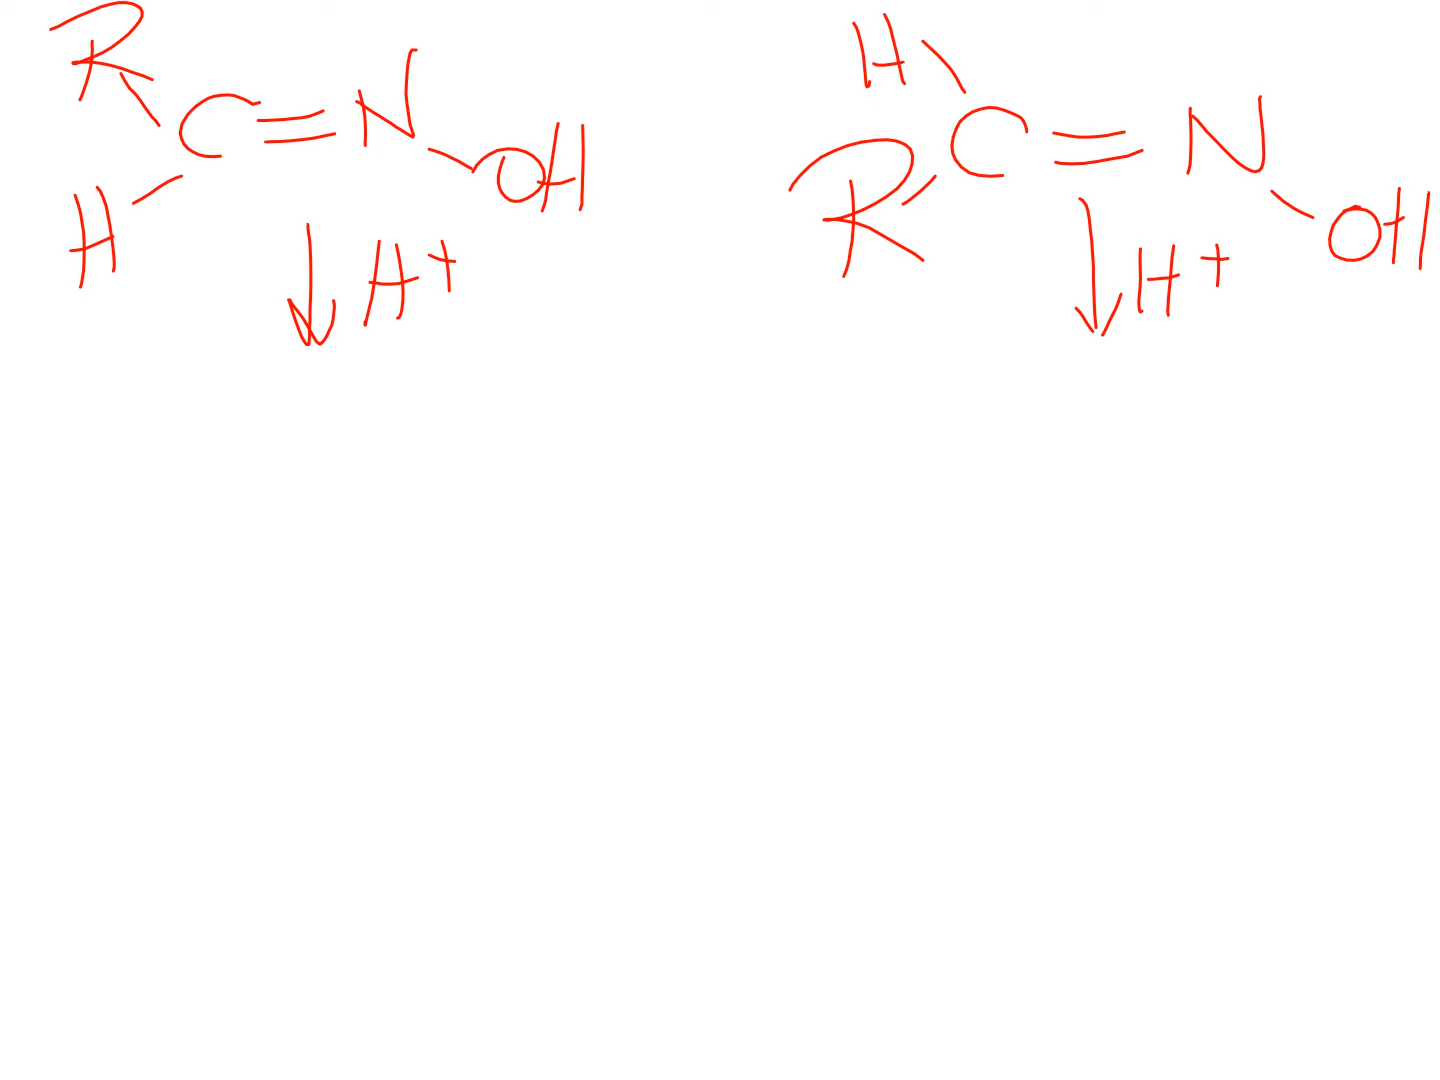 R H
C = N C = N
H OH R OH
H+ H+